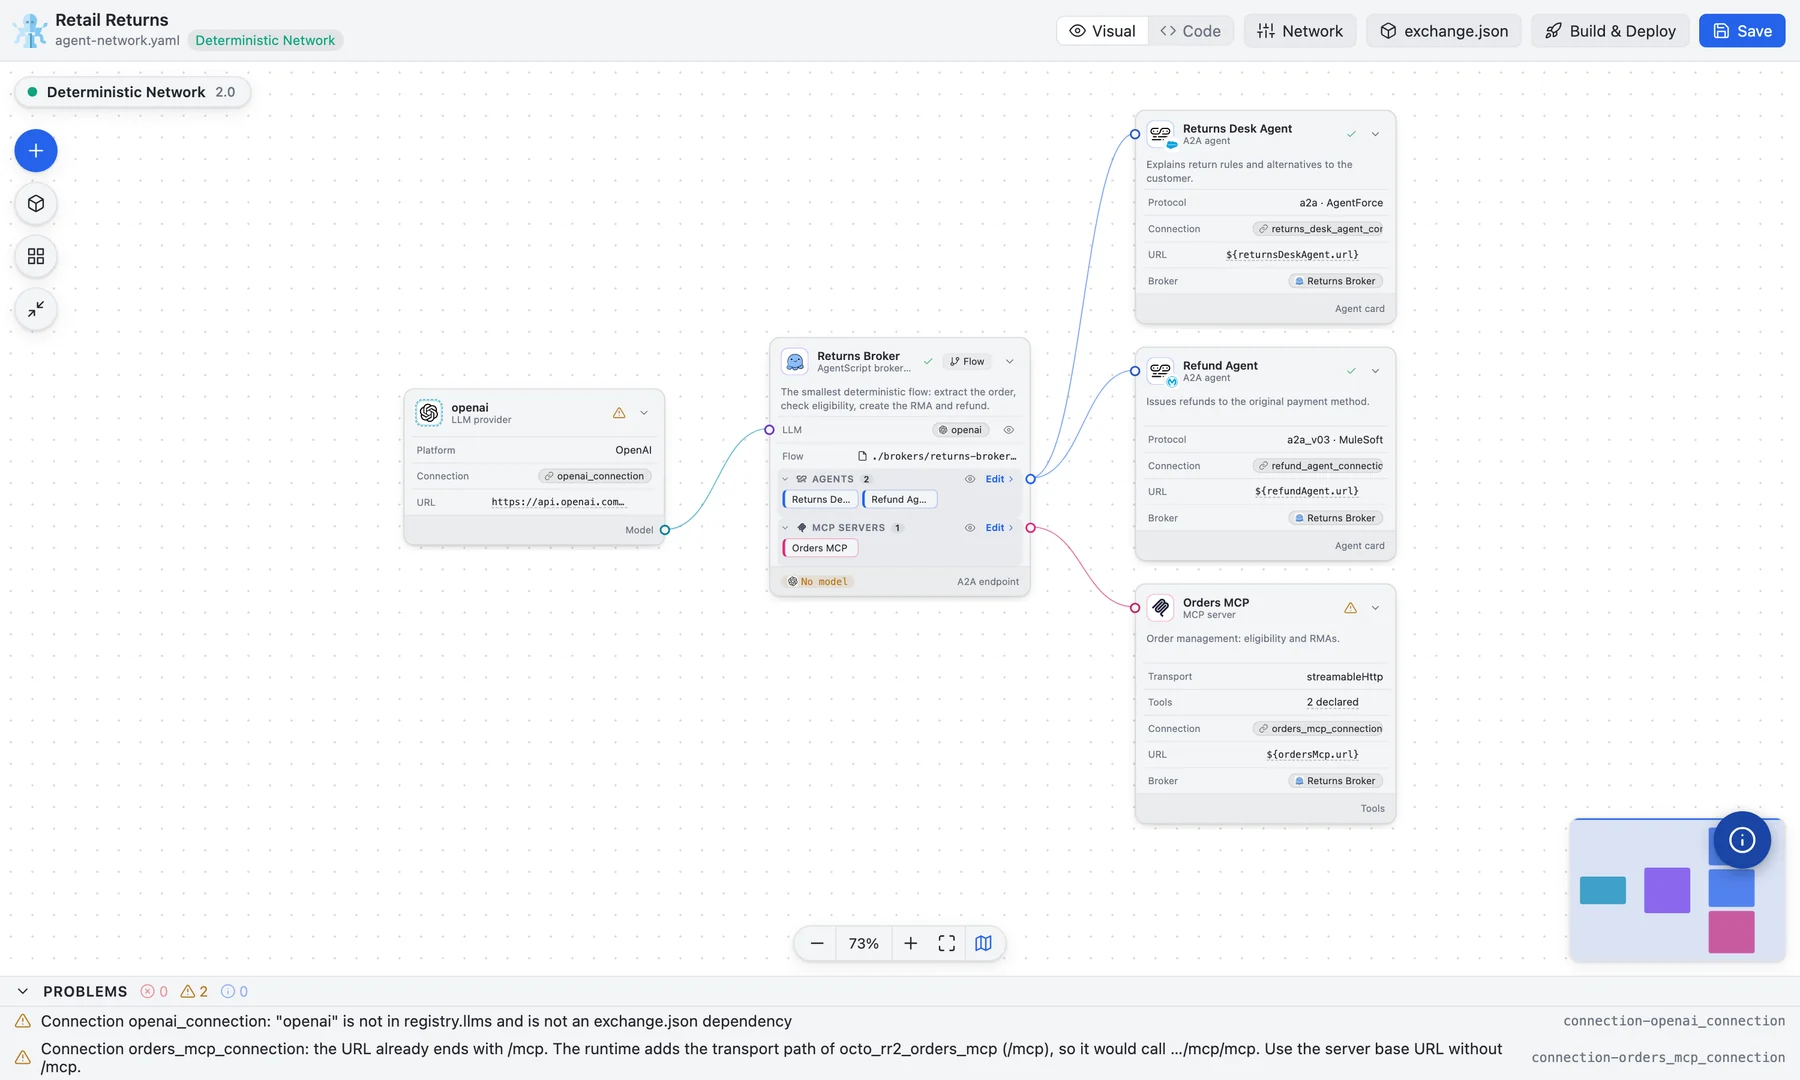 Retail Returns
agent-network.yaml
Deterministic Network
Visual
Code
Network
exchange.json
Build & Deploy
Save
Deterministic Network 2.0
openai
LLM provider
Platform OpenAI
Connection openai_connection
URL https://api.openai.com…
Model
Returns Broker
AgentScript broker...
Flow
The smallest deterministic flow: extract the order,
check eligibility, create the RMA and refund.
LLM openai
Flow ./brokers/returns-broker…
AGENTS 2 Edit
Returns De... Refund Ag...
MCP SERVERS 1 Edit
Orders MCP
No model A2A endpoint
Returns Desk Agent
A2A agent
Explains return rules and alternatives to the
customer.
Protocol a2a · AgentForce
Connection returns_desk_agent_cor
URL ${returnsDeskAgent.url}
Broker Returns Broker
Agent card
Refund Agent
A2A agent
Issues refunds to the original payment method.
Protocol a2a_v03 · MuleSoft
Connection refund_agent_connectic
URL ${refundAgent.url}
Broker Returns Broker
Agent card
Orders MCP
MCP server
Order management: eligibility and RMAs.
Transport streamableHttp
Tools 2 declared
Connection orders_mcp_connection
URL ${ordersMcp.url}
Broker Returns Broker
Tools
73%
PROBLEMS 0 2 0
Connection openai_connection: "openai" is not in registry.llms and is not an exchange.json dependency connection-openai_connection
Connection orders_mcp_connection: the URL already ends with /mcp. The runtime adds the transport path of octo_rr2_orders_mcp (/mcp), so it would call …/mcp/mcp. Use the server base URL without
/mcp.
connection-orders_mcp_connection